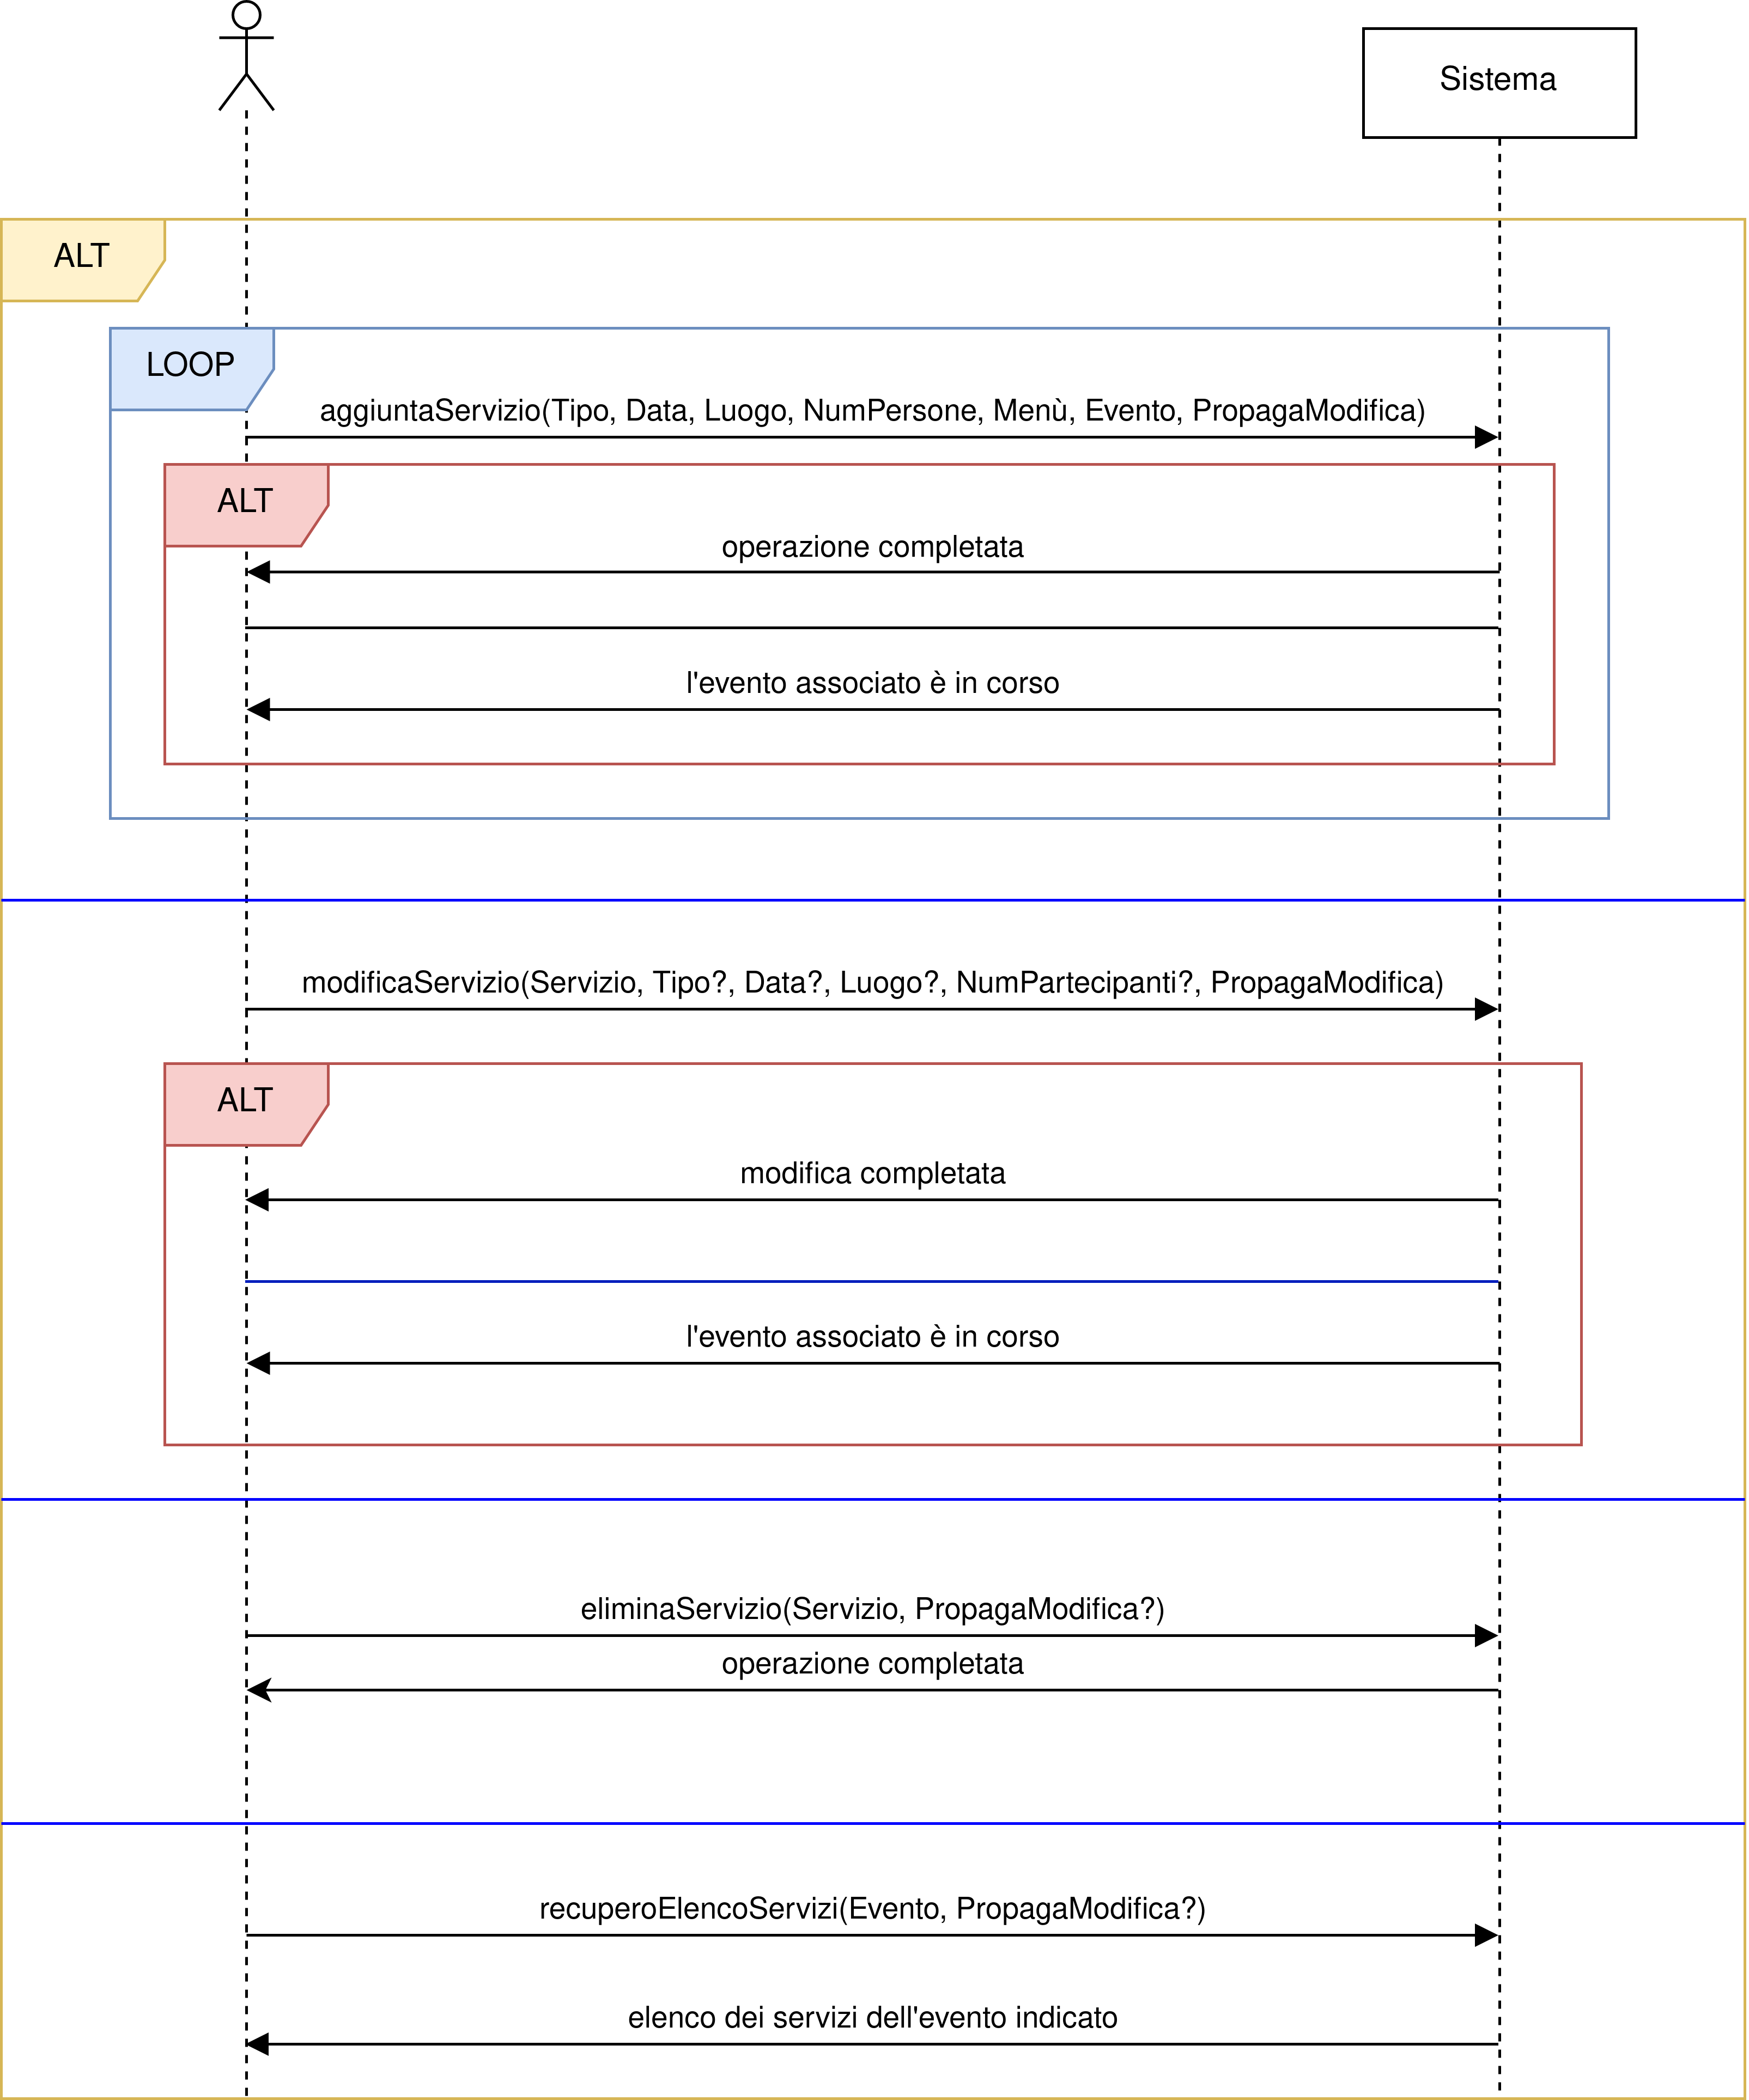 Sistema
ALT
LOOP
aggiuntaServizio(Tipo, Data, Luogo, NumPersone, Menù, Evento, PropagaModifica)
ALT
operazione completata
l'evento associato è in corso
modificaServizio(Servizio, Tipo?, Data?, Luogo?, NumPartecipanti?, PropagaModifica)
ALT
modifica completata
l'evento associato è in corso
eliminaServizio(Servizio, PropagaModifica?)
operazione completata
recuperoElencoServizi(Evento, PropagaModifica?)
elenco dei servizi dell'evento indicato